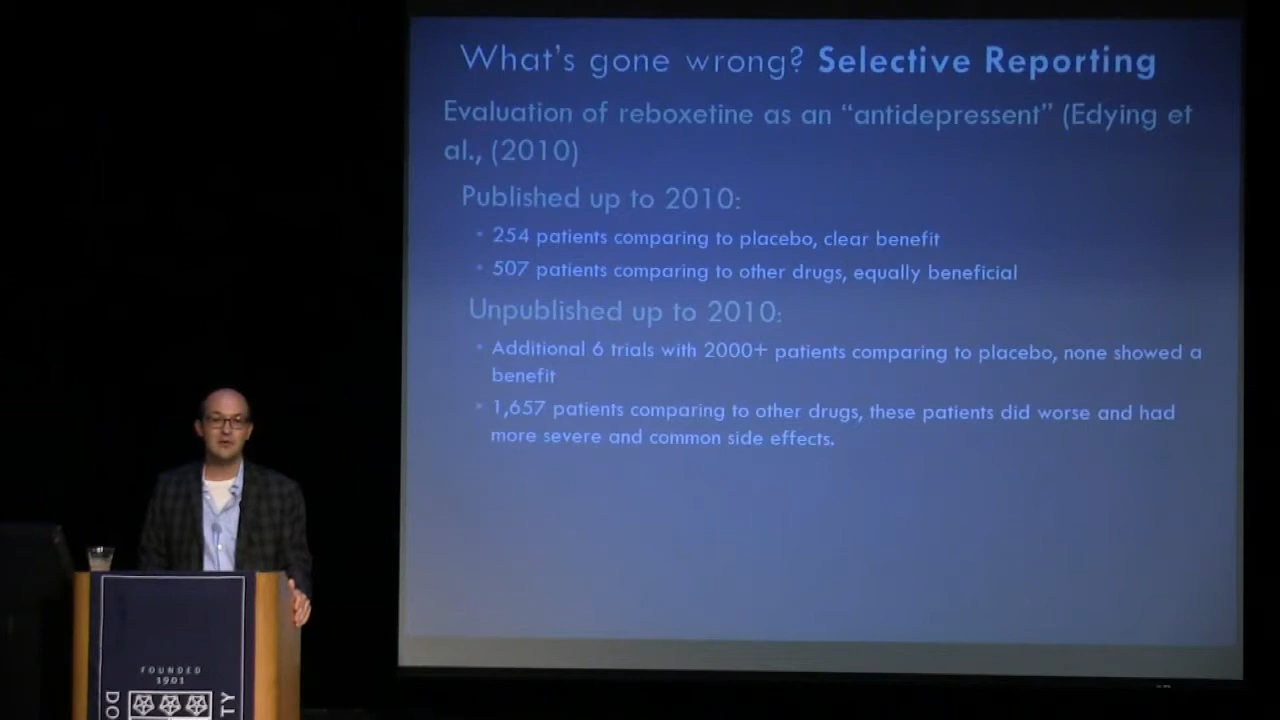 What's gone wrong? Selective Reporting
Evaluation of reboxetine as an “antidepressent” (Edying et
al., (2010)
Published up to 2010:
254 patients comparing to placebo, clear benefit
507 patients comparing to other drugs, equally beneficial
Unpublished up to 2010:
Additional 6 trials with 2000+ patients comparing to placebo, none showed a
benefit
1,657 patients comparing to other drugs, these patients did worse and had
more severe and common side effects.
FOUNDED
1901
DO
TY